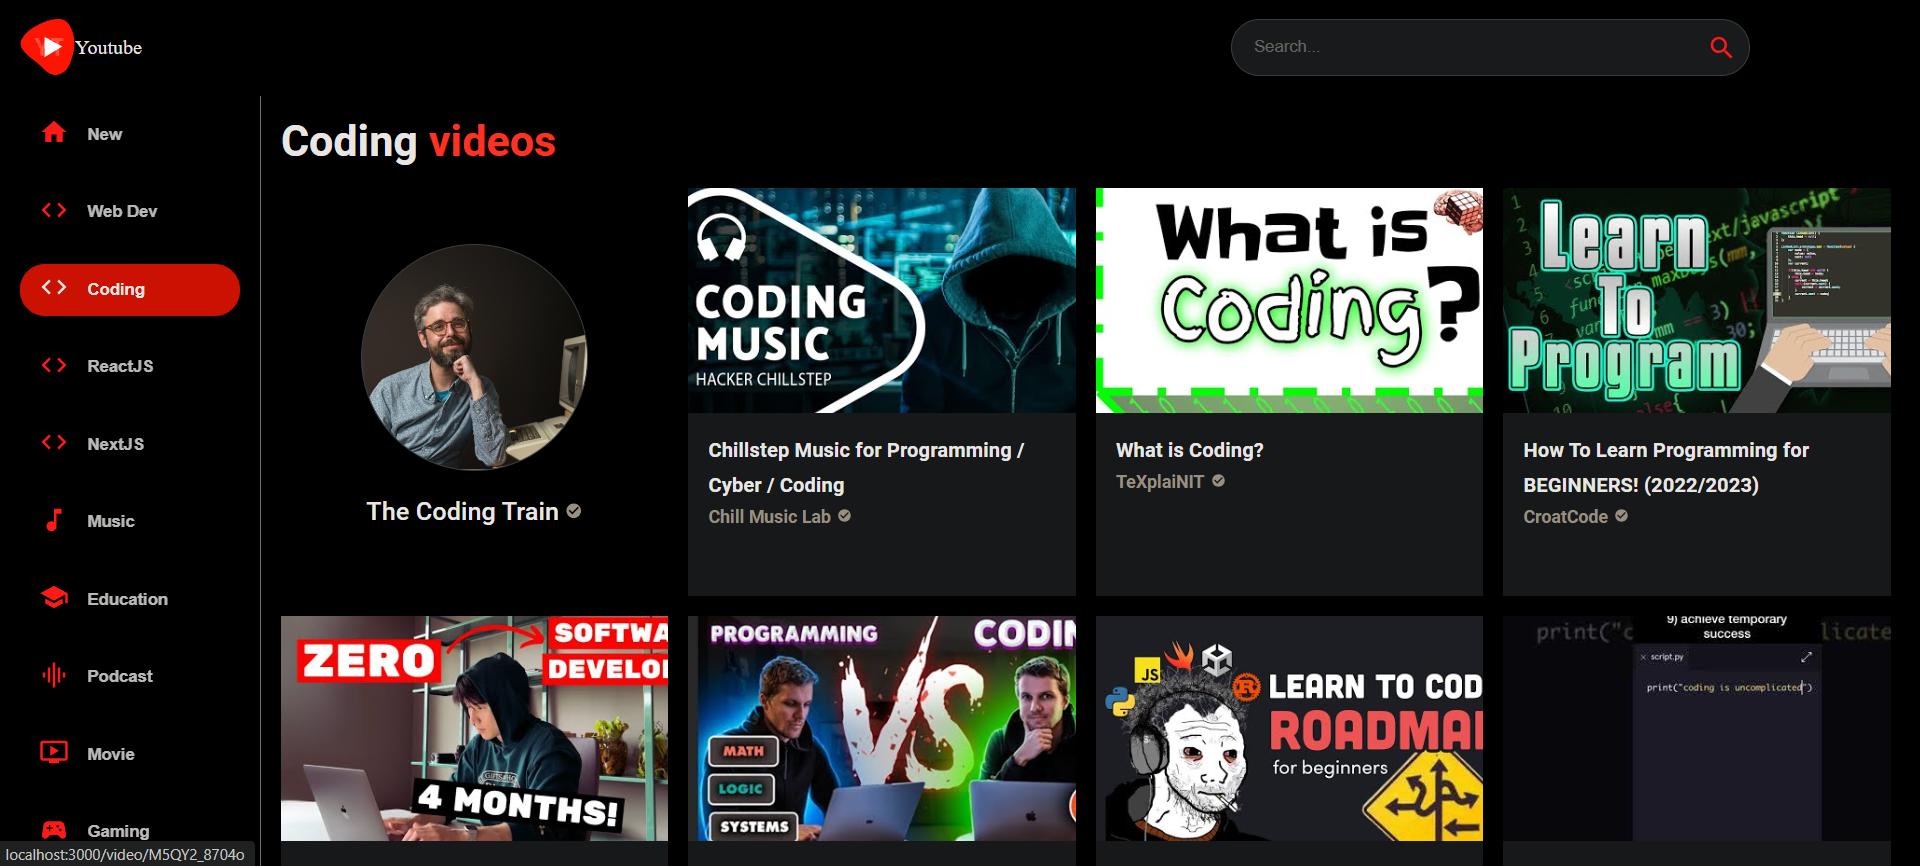 YT Youtube
Search...
New
Web Dev
Coding
ReactJS
NextJS
Music
Education
Podcast
Movie
Gaming
Coding videos
The Coding Train
CODING
MUSIC
HACKER CHILLSTEP
Chillstep Music for Programming /
Cyber / Coding
Chill Music Lab
What is
Coding?
What is Coding?
TeXplaiNIT
Learn
To
Program
How To Learn Programming for
BEGINNERS! (2022/2023)
CroatCode
ZERO
SOFTWA
DEVELO
4 MONTHS!
PROGRAMMING
CODIN
VS
MATH
LOGIC
SYSTEMS
JS
LEARN TO COD
ROADMA
for beginners
9) achieve temporary
success
print("c
licate
script.py
print("coding is uncomplicated")
localhost:3000/video/M5QY2_8704o